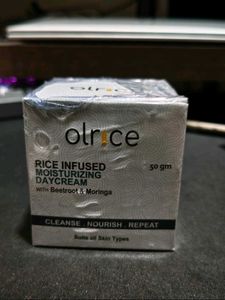 olrice
RICE INFUSED
MOISTURIZING
DAYCREAM
WITH Beetroot & Moringa
50 gm
CLEANSE NOURISH REPEAT
Suits all Skin Types